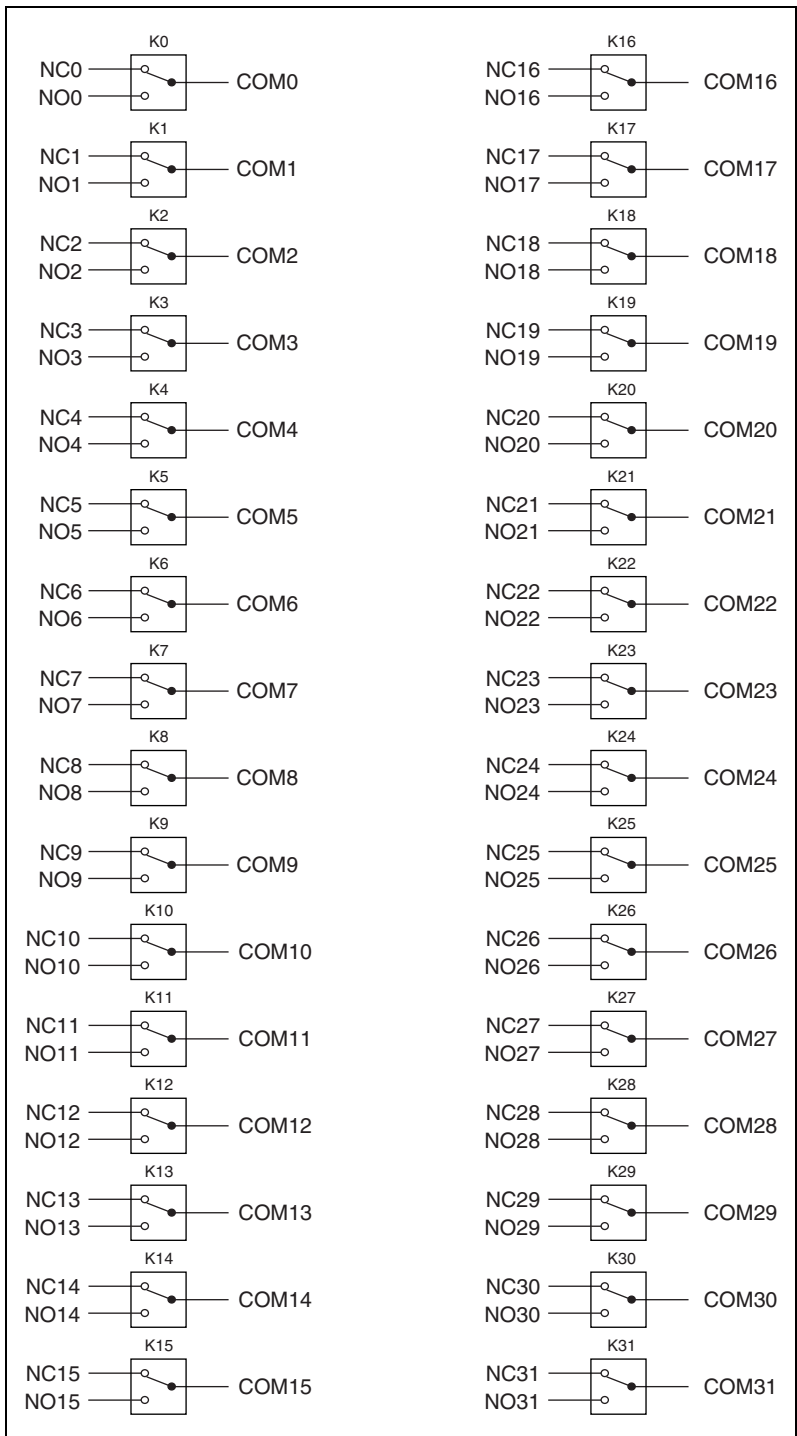 K0
NC0 COM0
NO0
K1
NC1 COM1
NO1
K2
NC2 COM2
NO2
K3
NC3 COM3
NO3
K4
NC4 COM4
NO4
K5
NC5 COM5
NO5
K6
NC6 COM6
NO6
K7
NC7 COM7
NO7
K8
NC8 COM8
NO8
K9
NC9 COM9
NO9
K10
NC10 COM10
NO10
K11
NC11 COM11
NO11
K12
NC12 COM12
NO12
K13
NC13 COM13
NO13
K14
NC14 COM14
NO14
K15
NC15 COM15
NO15
K16
NC16 COM16
NO16
K17
NC17 COM17
NO17
K18
NC18 COM18
NO18
K19
NC19 COM19
NO19
K20
NC20 COM20
NO20
K21
NC21 COM21
NO21
K22
NC22 COM22
NO22
K23
NC23 COM23
NO23
K24
NC24 COM24
NO24
K25
NC25 COM25
NO25
K26
NC26 COM26
NO26
K27
NC27 COM27
NO27
K28
NC28 COM28
NO28
K29
NC29 COM29
NO29
K30
NC30 COM30
NO30
K31
NC31 COM31
NO31